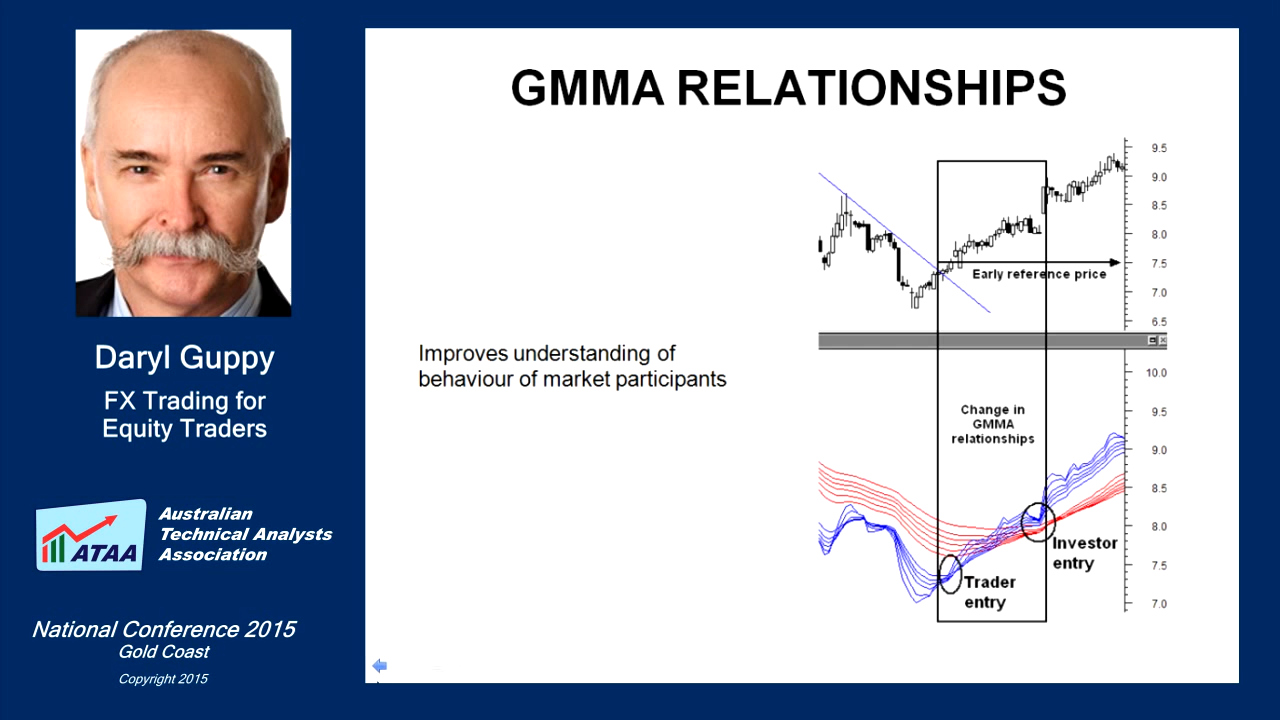 GMMA RELATIONSHIPS
Daryl Guppy
FX Trading for
Equity Traders
ATAA
Australian
Technical Analysts
Association
National Conference 2015
Gold Coast
Copyright 2015
Improves understanding of
behaviour of market participants
9.5
9.0
8.5
8.0
7.5
7.0
6.5
Early reference price
10.0
9.5
9.0
8.5
8.0
7.5
7.0
Change in
GMMA
relationships
Investor
entry
Trader
entry